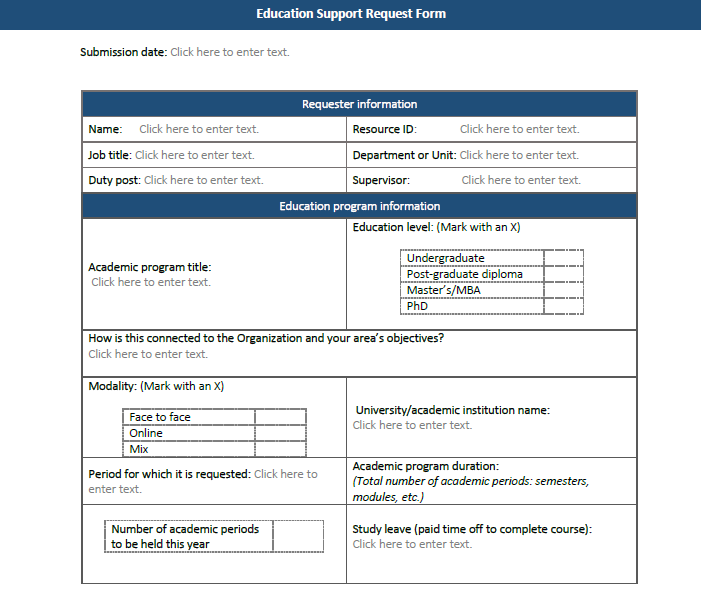 Education Support Request Form
Submission date: Click here to enter text.
Requester information
Name: Click here to enter text.
Resource ID: Click here to enter text.
Job title: Click here to enter text.
Department or Unit: Click here to enter text.
Duty post: Click here to enter text.
Supervisor: Click here to enter text.
Education program information
Academic program title:
Click here to enter text.
Education level: (Mark with an X)
Undergraduate
Post-graduate diploma
Master's/MBA
PhD
How is this connected to the Organization and your area's objectives?
Click here to enter text.
Modality: (Mark with an X)
Face to face
Online
Mix
University/academic institution name:
Click here to enter text.
Period for which it is requested: Click here to
enter text.
Academic program duration:
(Total number of academic periods: semesters,
modules, etc.)
Number of academic periods
to be held this year
Study leave (paid time off to complete course):
Click here to enter text.